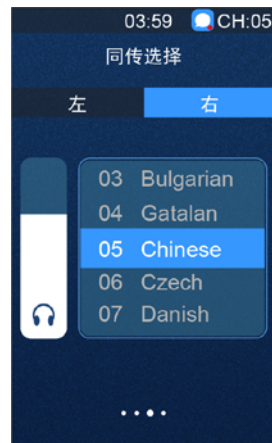 03:59 CH:05
同传选择
左 右
03 Bulgarian
04 Gatalan
05 Chinese
06 Czech
07 Danish